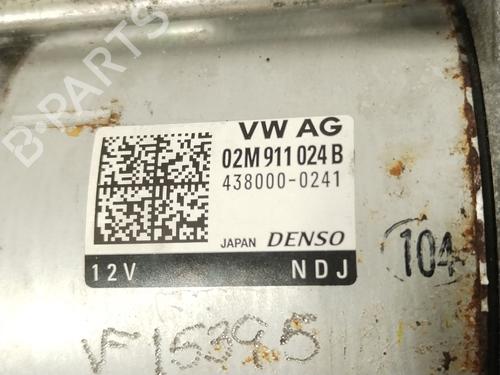 VW AG
02M 911 024 B
438000-0241
JAPAN DENSO
12V NDJ
104
VF15395
B-PARTS